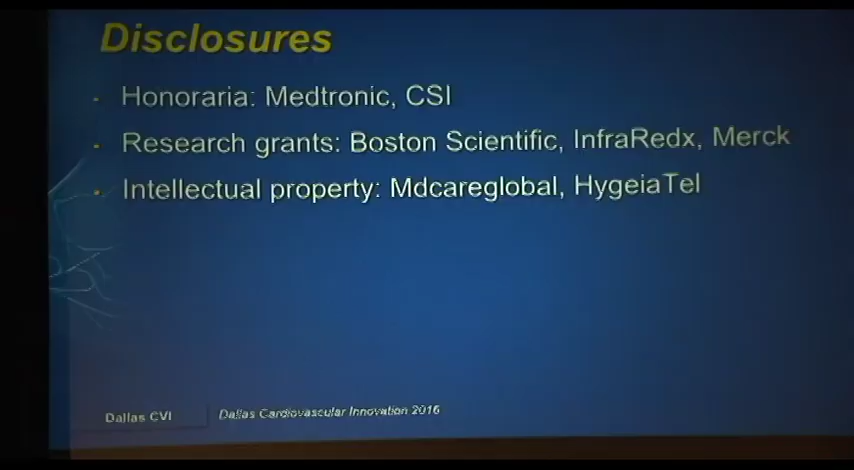 Disclosures
Honoraria: Medtronic, CSI
Research grants: Boston Scientific, InfraRedx, Merck
Intellectual property: Mdcareglobal, HygeiaTel
Dallas CVI
Dallas Cardiovascular Innovation 2016